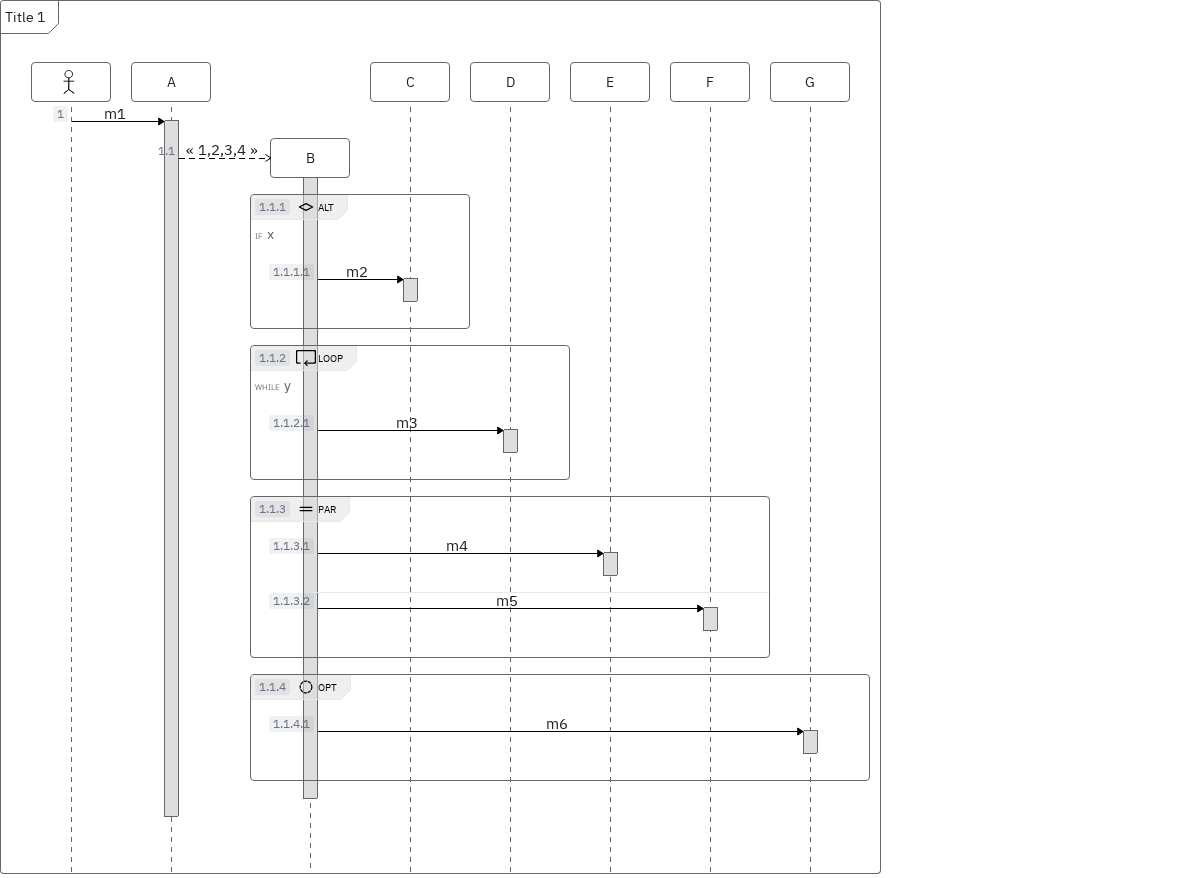 Title 1
A
C
D
E
F
G
1
m1
1.1
« 1,2,3,4 »
B
1.1.1
ALT
IF x
1.1.1.1
m2
1.1.2
LOOP
WHILE y
1.1.2.1
m3
1.1.3
PAR
1.1.3.1
m4
1.1.3.2
m5
1.1.4
OPT
1.1.4.1
m6